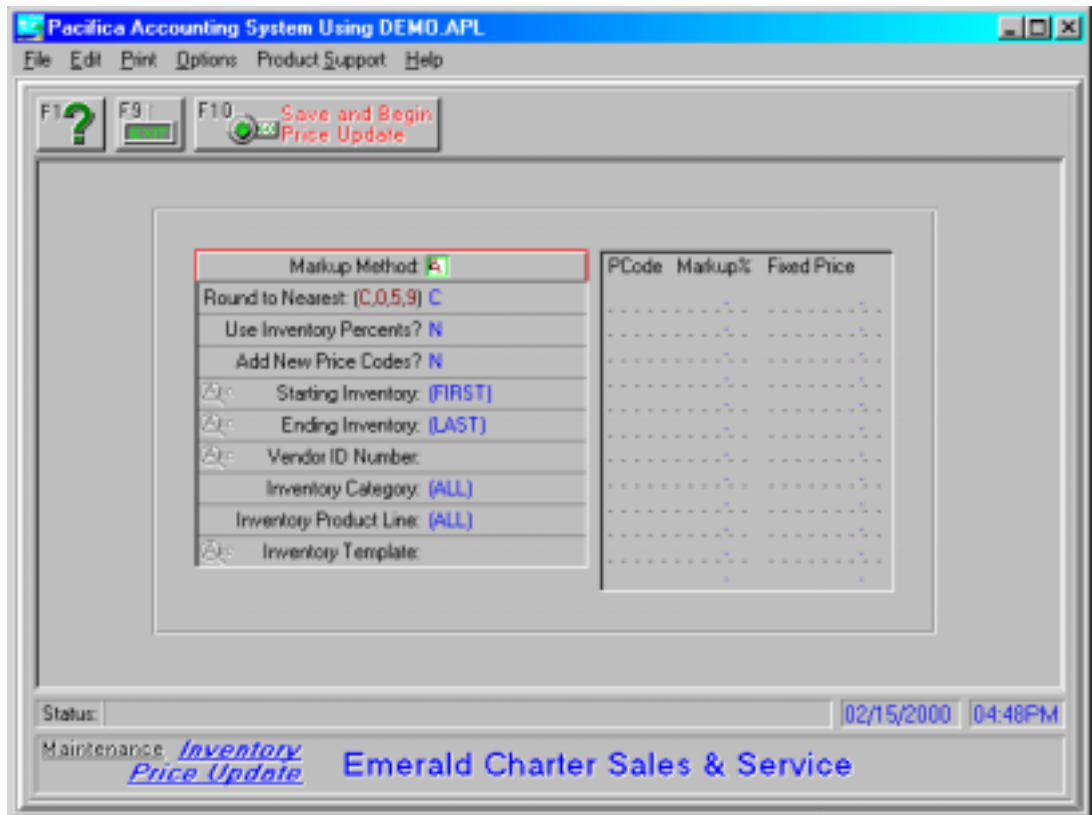 Pacifica Accounting System Using DEMO.APL
File Edit Print Options Product Support Help
F1 F9 EXIT F10 Save and Begin
Price Update
Markup Method: A
Round to Nearest: (C,0,5,9) C
Use Inventory Percents? N
Add New Price Codes? N
Starting Inventory: (FIRST)
Ending Inventory: (LAST)
Vendor ID Number:
Inventory Category: (ALL)
Inventory Product Line: (ALL)
Inventory Template:
PCode Markup% Fixed Price
Status: 02/15/2000 04:48PM
Maintenance Inventory
Price Update
Emerald Charter Sales & Service